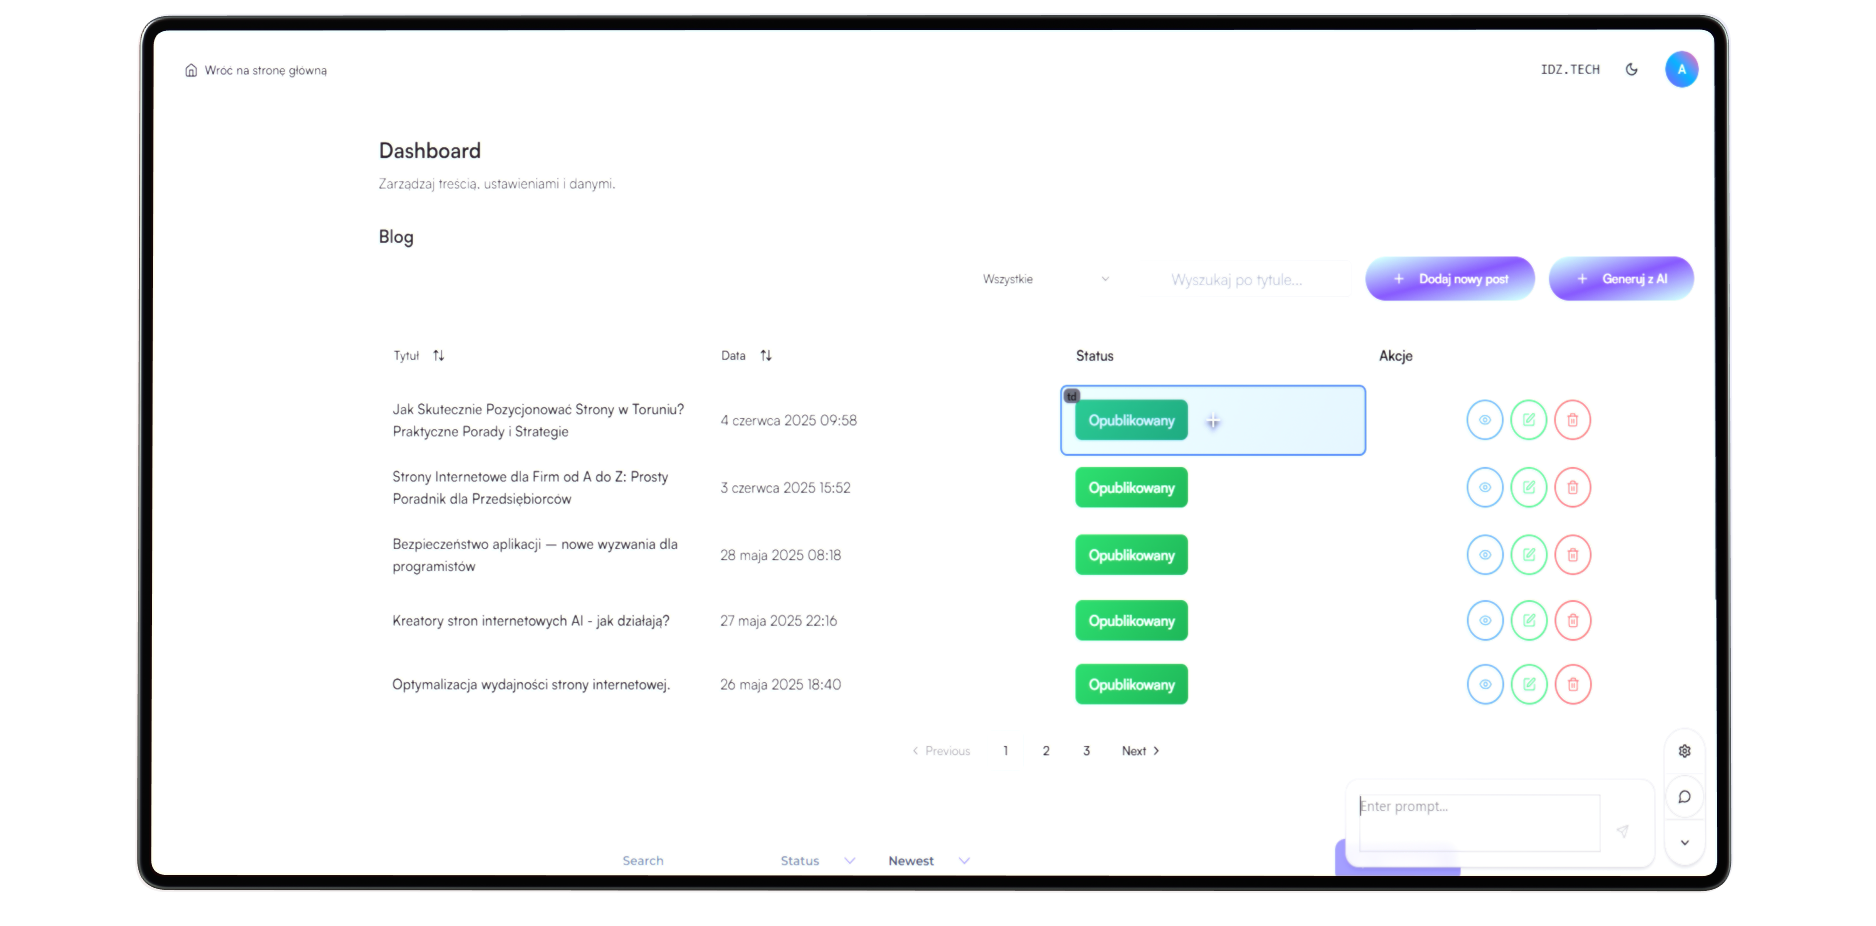 Wróć na stronę główną
IDZ.TECH
A
Dashboard
Zarządzaj treścią, ustawieniami i danymi.
Blog
Wszystkie
Wyszukaj po tytule...
+ Dodaj nowy post
+ Generuj z AI
Tytuł
Data
Status
Akcje
td
Jak Skutecznie Pozycjonować Strony w Toruniu?
Praktyczne Porady i Strategie
4 czerwca 2025 09:58
Opublikowany
Strony Internetowe dla Firm od A do Z: Prosty
Poradnik dla Przedsiębiorców
3 czerwca 2025 15:52
Opublikowany
Bezpieczeństwo aplikacji — nowe wyzwania dla
programistów
28 maja 2025 08:18
Opublikowany
Kreatory stron internetowych AI - jak działają?
27 maja 2025 22:16
Opublikowany
Optymalizacja wydajności strony internetowej.
26 maja 2025 18:40
Opublikowany
Previous
1
2
3
Next
Enter prompt...
Search
Status
Newest